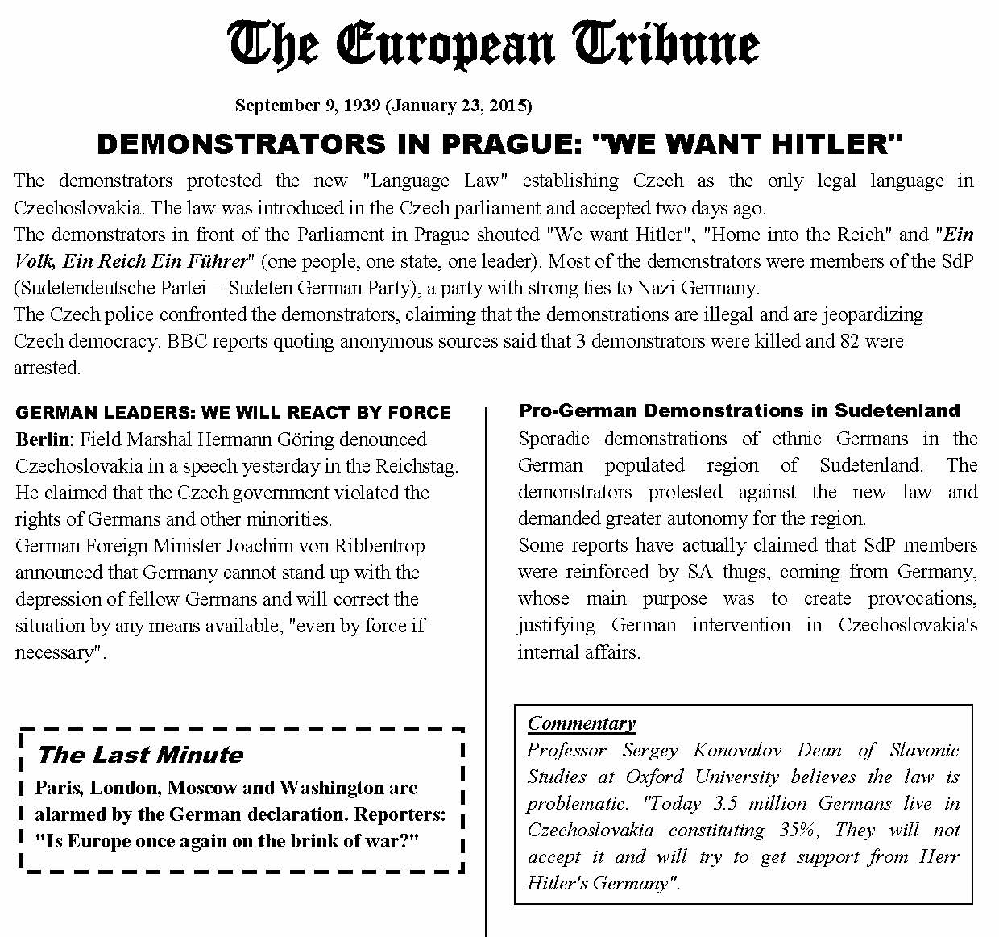 The European Tribune
September 9, 1939 (January 23, 2015)
DEMONSTRATORS IN PRAGUE: "WE WANT HITLER"
The demonstrators protested the new "Language Law" establishing Czech as the only legal language in
Czechoslovakia. The law was introduced in the Czech parliament and accepted two days ago.
The demonstrators in front of the Parliament in Prague shouted "We want Hitler", "Home into the Reich" and "Ein
Volk, Ein Reich Ein Führer" (one people, one state, one leader). Most of the demonstrators were members of the SdP
(Sudetendeutsche Partei – Sudeten German Party), a party with strong ties to Nazi Germany.
The Czech police confronted the demonstrators, claiming that the demonstrations are illegal and are jeopardizing
Czech democracy. BBC reports quoting anonymous sources said that 3 demonstrators were killed and 82 were
arrested.
GERMAN LEADERS: WE WILL REACT BY FORCE
Berlin: Field Marshal Hermann Göring denounced
Czechoslovakia in a speech yesterday in the Reichstag.
He claimed that the Czech government violated the
rights of Germans and other minorities.
German Foreign Minister Joachim von Ribbentrop
announced that Germany cannot stand up with the
depression of fellow Germans and will correct the
situation by any means available, "even by force if
necessary".
The Last Minute
Paris, London, Moscow and Washington are
alarmed by the German declaration. Reporters:
"Is Europe once again on the brink of war?"
Pro-German Demonstrations in Sudetenland
Sporadic demonstrations of ethnic Germans in the
German populated region of Sudetenland. The
demonstrators protested against the new law and
demanded greater autonomy for the region.
Some reports have actually claimed that SdP members
were reinforced by SA thugs, coming from Germany,
whose main purpose was to create provocations,
justifying German intervention in Czechoslovakia's
internal affairs.
Commentary
Professor Sergey Konovalov Dean of Slavonic
Studies at Oxford University believes the law is
problematic. "Today 3.5 million Germans live in
Czechoslovakia constituting 35%, They will not
accept it and will try to get support from Herr
Hitler's Germany".